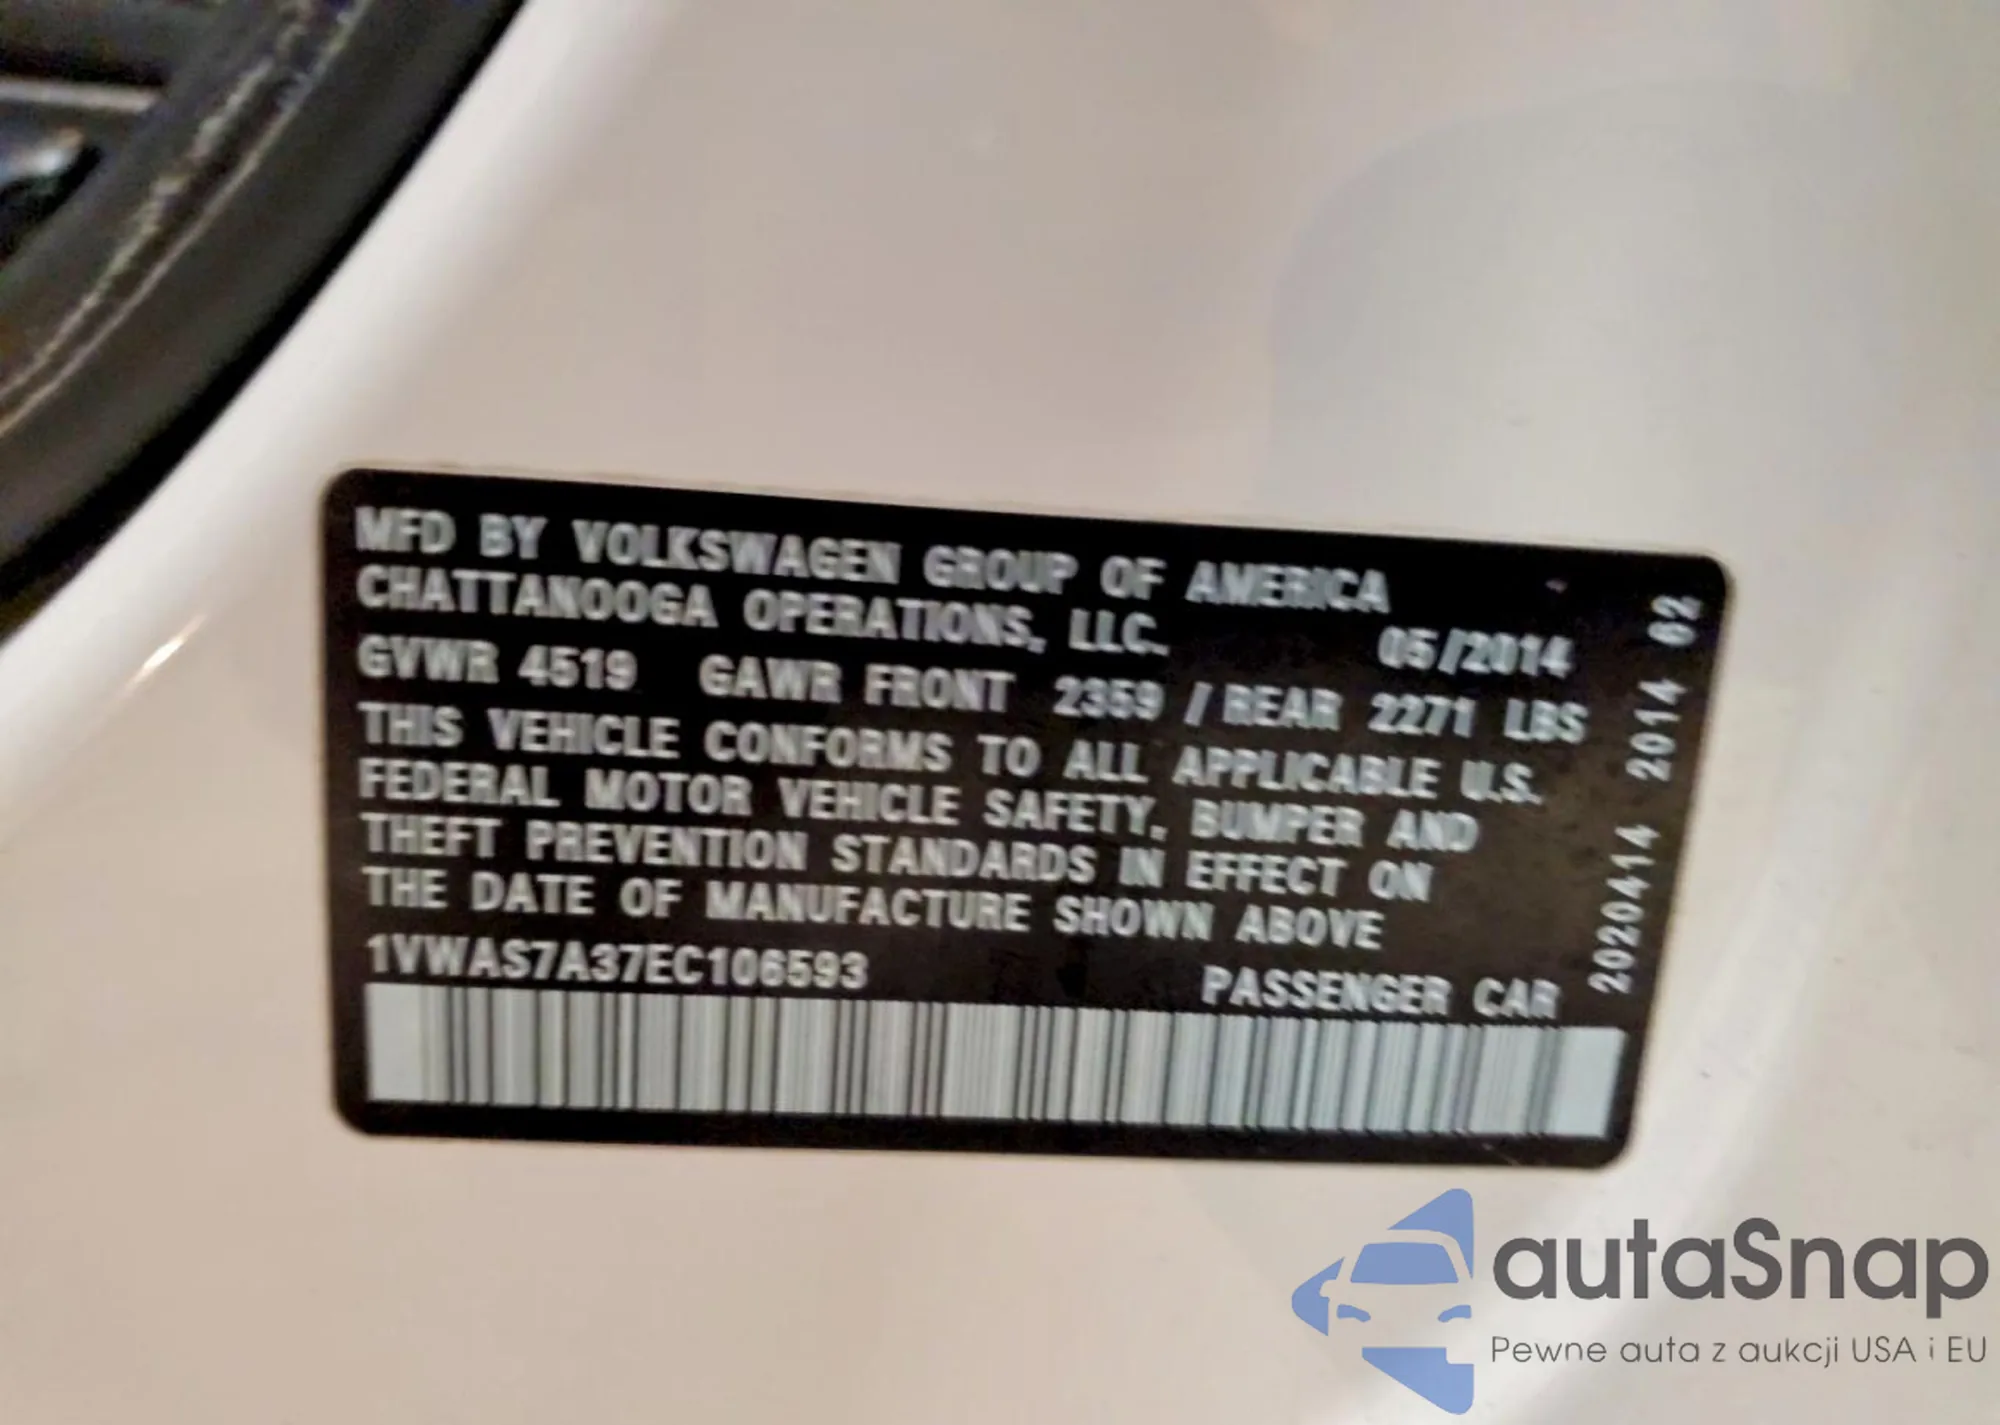 MFD BY VOLKSWAGEN GROUP OF AMERICA
CHATTANOOGA OPERATIONS, LLC.
05/2014
GVWR 4519 GAWR FRONT 2359 / REAR 2271 LBS
THIS VEHICLE CONFORMS TO ALL APPLICABLE U.S.
FEDERAL MOTOR VEHICLE SAFETY, BUMPER AND
THEFT PREVENTION STANDARDS IN EFFECT ON
THE DATE OF MANUFACTURE SHOWN ABOVE
1VWAS7A37EC106593 PASSENGER CAR
2020414 2014 62
autaSnap
Pewne auta z aukcji USA i EU